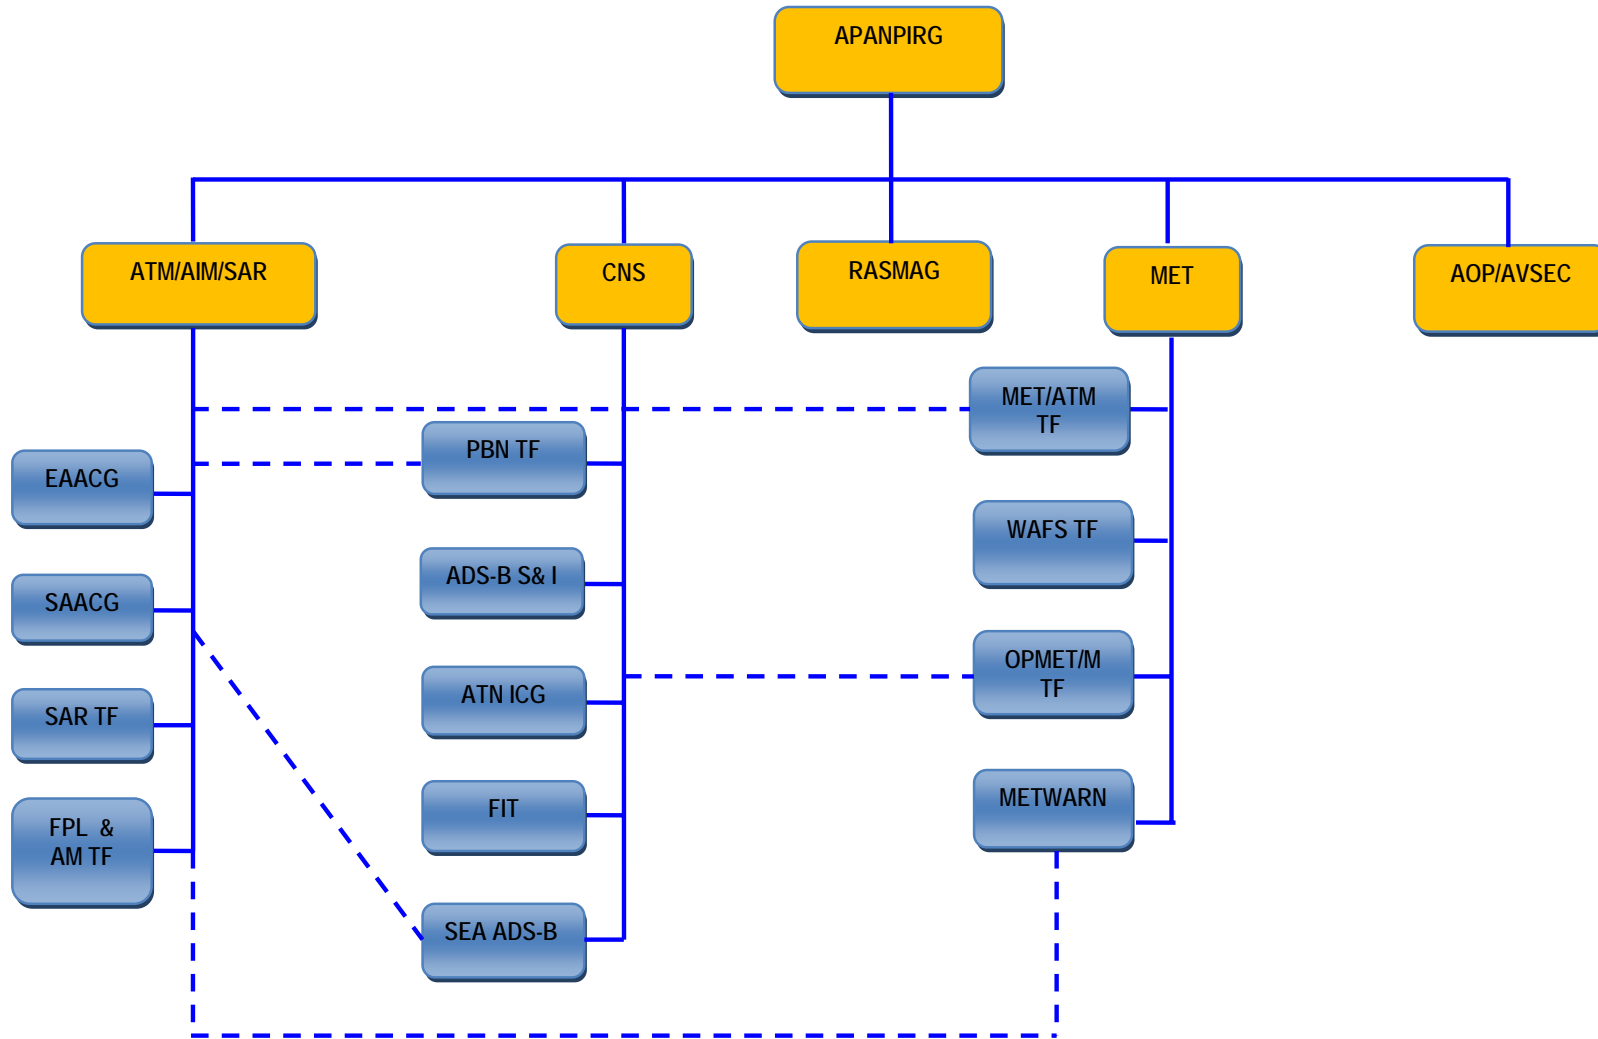 APANPIRG
ATM/AIM/SAR
CNS
RASMAG
MET
AOP/AVSEC
EAACG
SAACG
SAR TF
FPL &
AM TF
PBN TF
ADS-B S& I
ATN ICG
FIT
SEA ADS-B
MET/ATM
TF
WAFS TF
OPMET/M
TF
METWARN